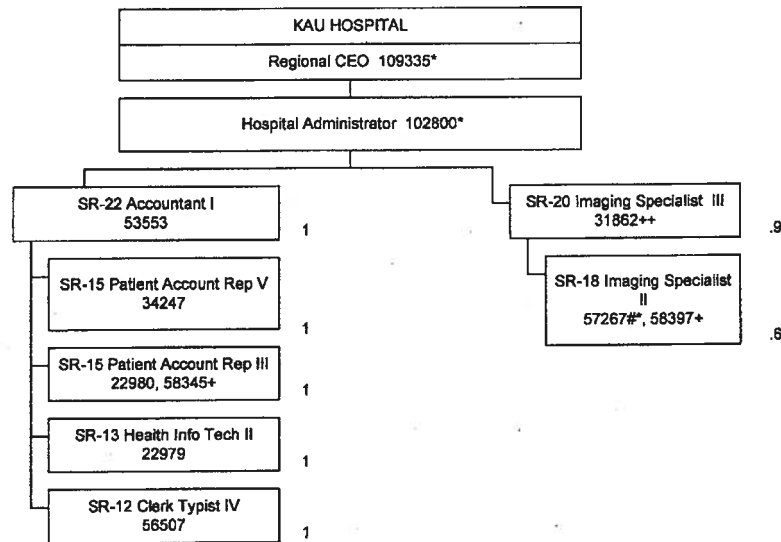 KAU HOSPITAL
Regional CEO 109335*
Hospital Administrator 102800*
SR-22 Accountant I
53553
1
SR-15 Patient Account Rep V
34247
1
SR-15 Patient Account Rep III
22980, 58345+
1
SR-13 Health Info Tech II
22979
1
SR-12 Clerk Typist IV
56507
1
SR-20 Imaging Specialist III
31862++
.9
SR-18 Imaging Specialist
II
57267#*, 58397+
.6